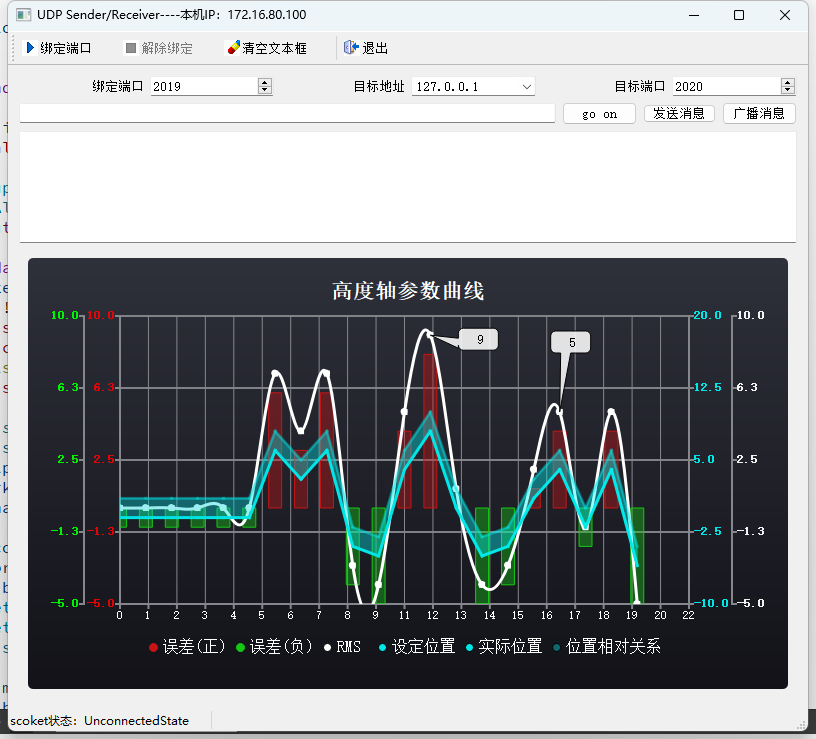 UDP Sender/Receiver----本机IP: 172.16.80.100
绑定端口 解除绑定 清空文本框 退出
绑定端口 2019 目标地址 127.0.0.1 目标端口 2020
go on 发送消息 广播消息
高度轴参数曲线
10.0 10.0 20.0 10.0
9
5
6.3 6.3 12.5 6.3
2.5 2.5 5.0 2.5
-1.3 -1.3 -2.5 -1.3
-5.0 -5.0 -10.0 -5.0
0 1 2 3 4 5 6 7 8 9 11 12 13 14 15 16 17 18 19 20 22
误差(正) 误差(负) RMS 设定位置 实际位置 位置相对关系
scoket状态: UnconnectedState